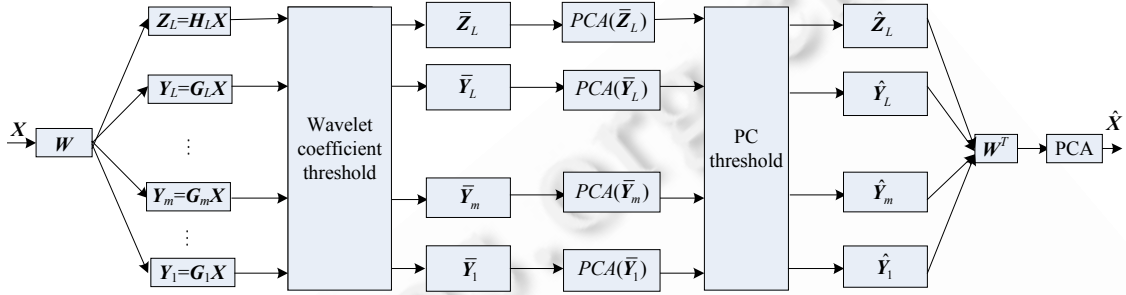 X
W
Z_L=H_LX
Y_L=G_LX
⋮
Y_m=G_mX
⋮
Y_1=G_1X
Wavelet
coefficient
threshold
Z̄_L
Ȳ_L
Ȳ_m
Ȳ_1
PCA(Z̄_L)
PCA(Ȳ_L)
PCA(Ȳ_m)
PCA(Ȳ_1)
PC
threshold
Ẑ_L
Ŷ_L
Ŷ_m
Ŷ_1
W^T
PCA
X̂